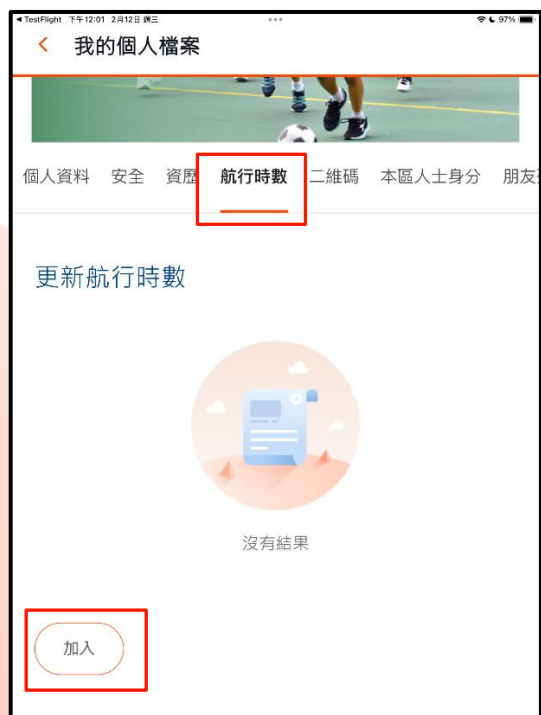 TestFlight 下午12:01 2月12日 週三 97%
我的個人檔案
個人資料 安全 資歷 航行時數 二維碼 本區人士身分 朋友
更新航行時數
沒有結果
加入